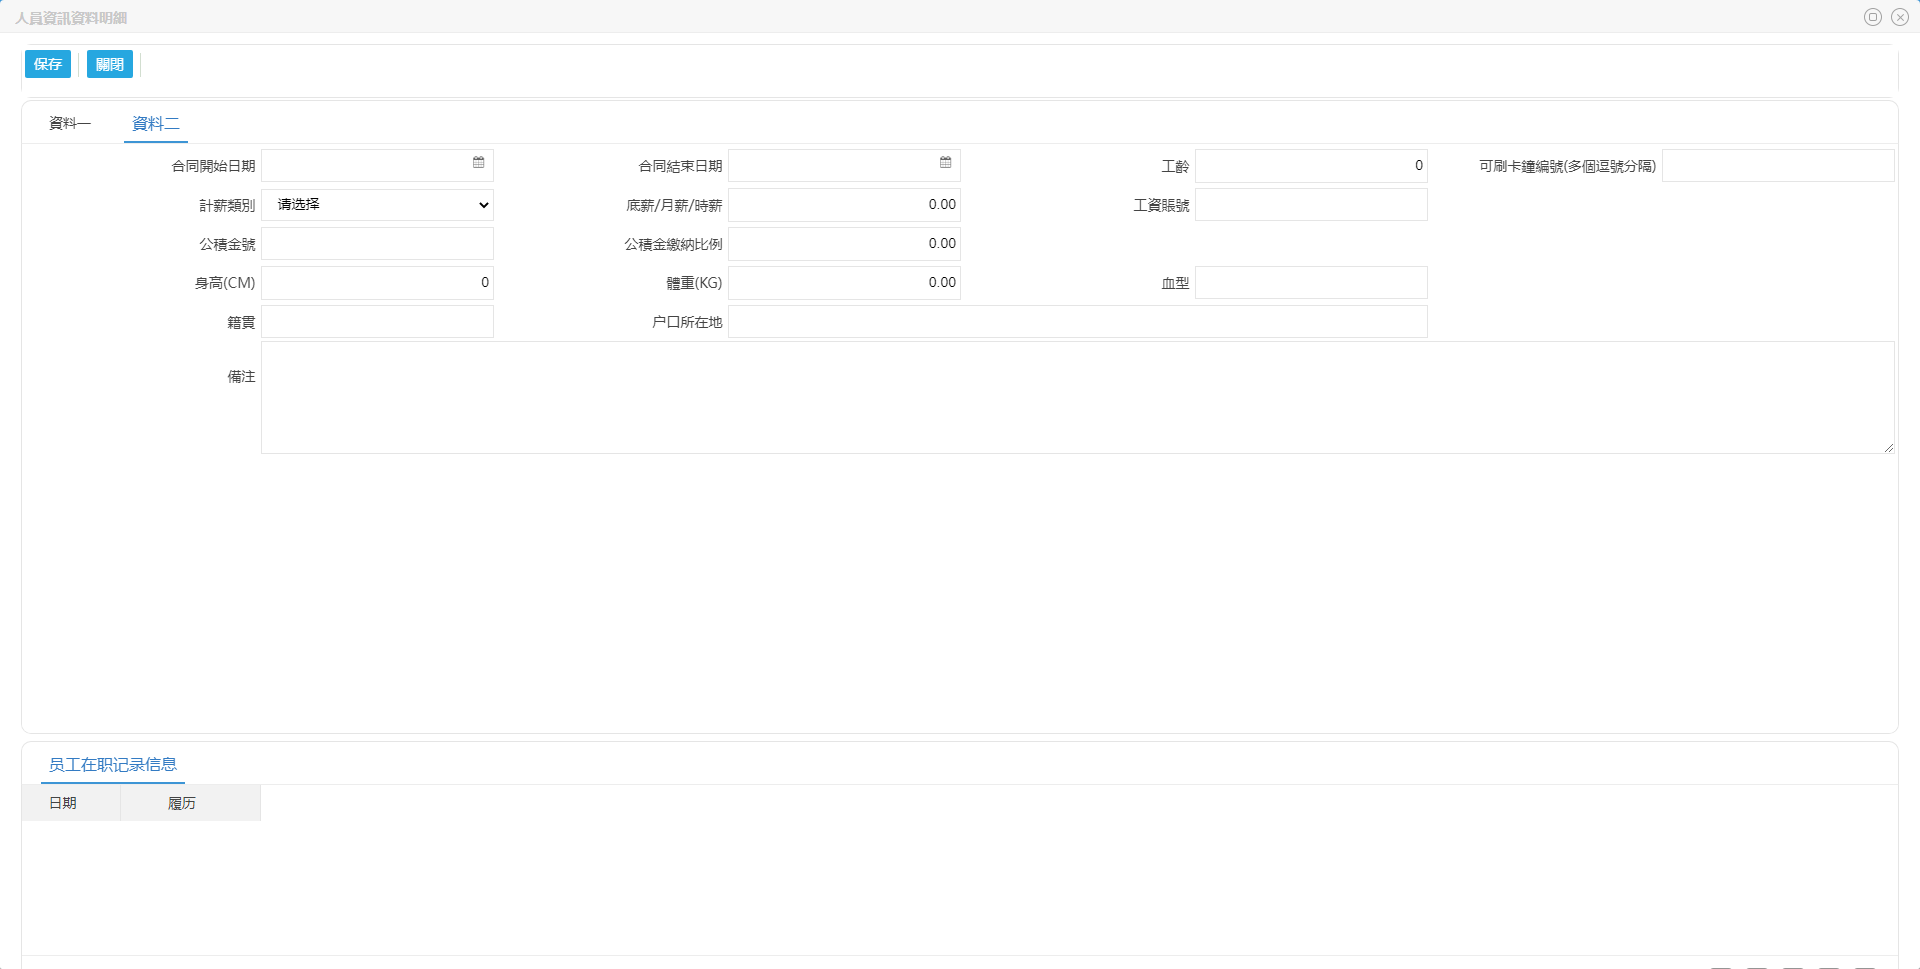 人員資訊資料明細
保存 關閉
資料一 資料二
合同開始日期 合同結束日期 工齡 0 可刷卡鐘編號(多個逗號分隔)
計薪類別 请选择 底薪/月薪/時薪 0.00 工資賬號
公積金號 公積金繳納比例 0.00
身高(CM) 0 體重(KG) 0.00 血型
籍貫 户口所在地
備注
员工在职记录信息
日期 履历